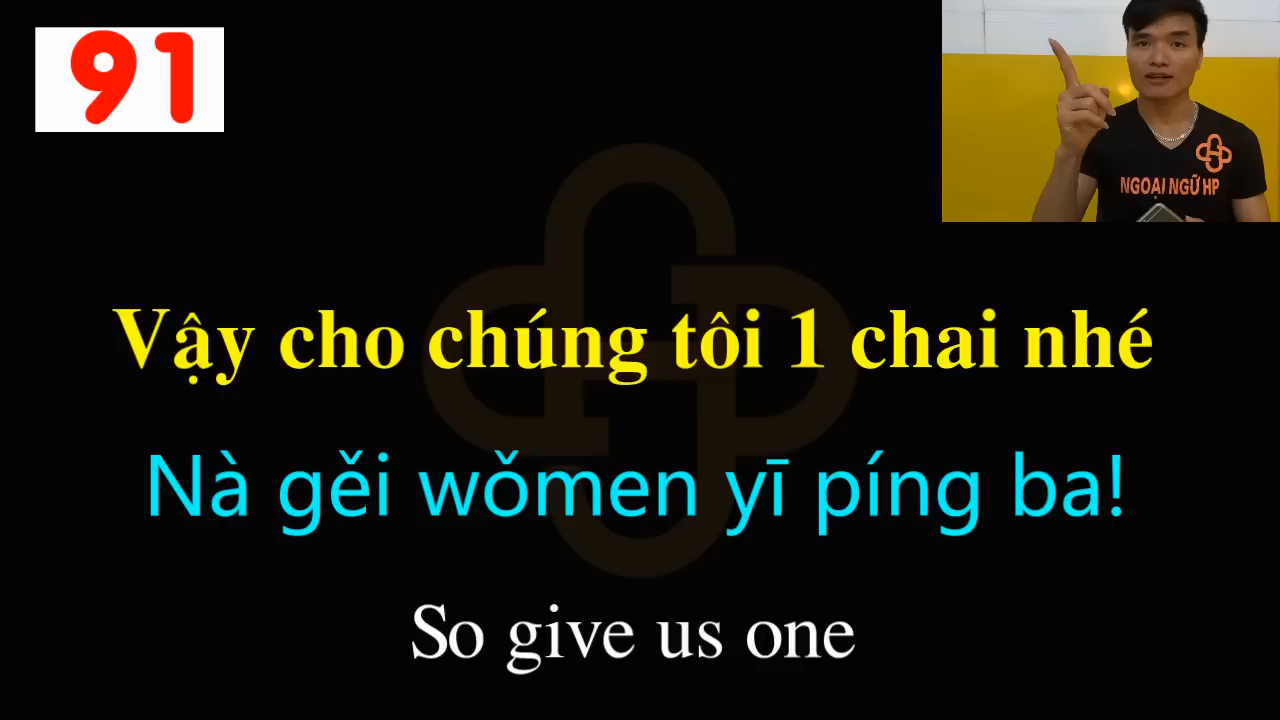 91
NGOẠI NGỮ HP
Vậy cho chúng tôi 1 chai nhé
Nà gěi wǒmen yī píng ba!
So give us one